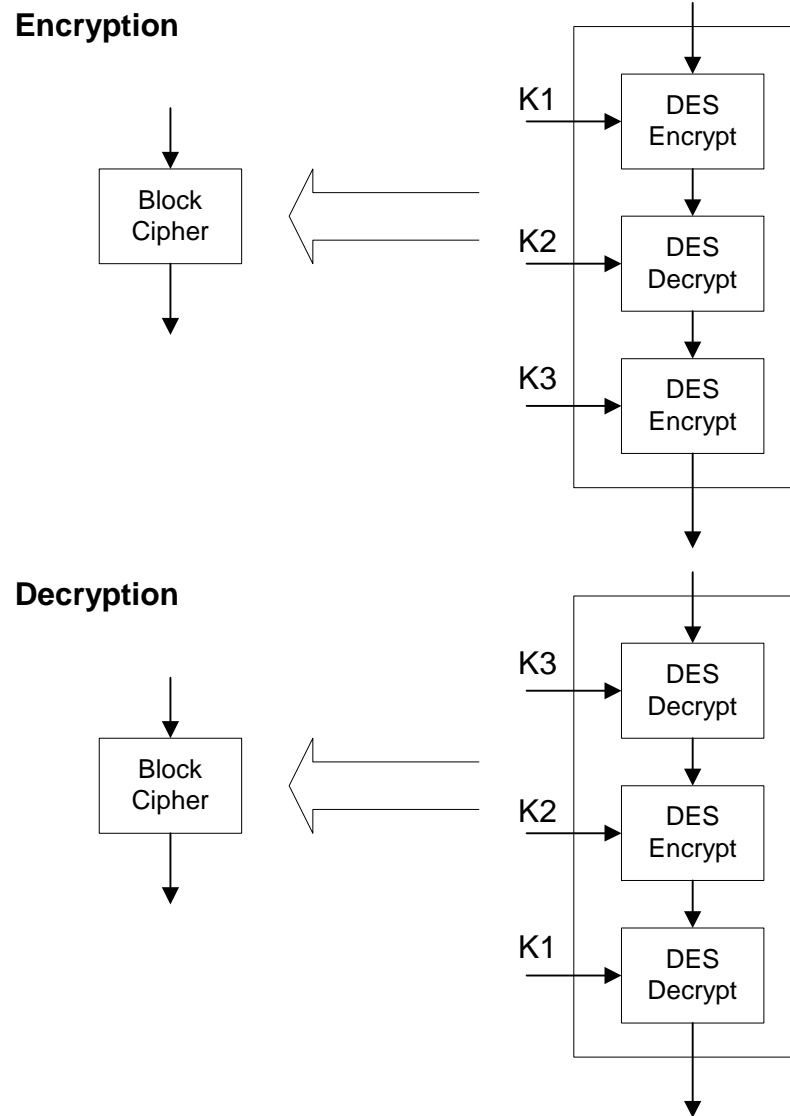 Encryption
K1
DES
Encrypt
Block
Cipher
K2
DES
Decrypt
K3
DES
Encrypt
Decryption
K3
DES
Decrypt
Block
Cipher
K2
DES
Encrypt
K1
DES
Decrypt